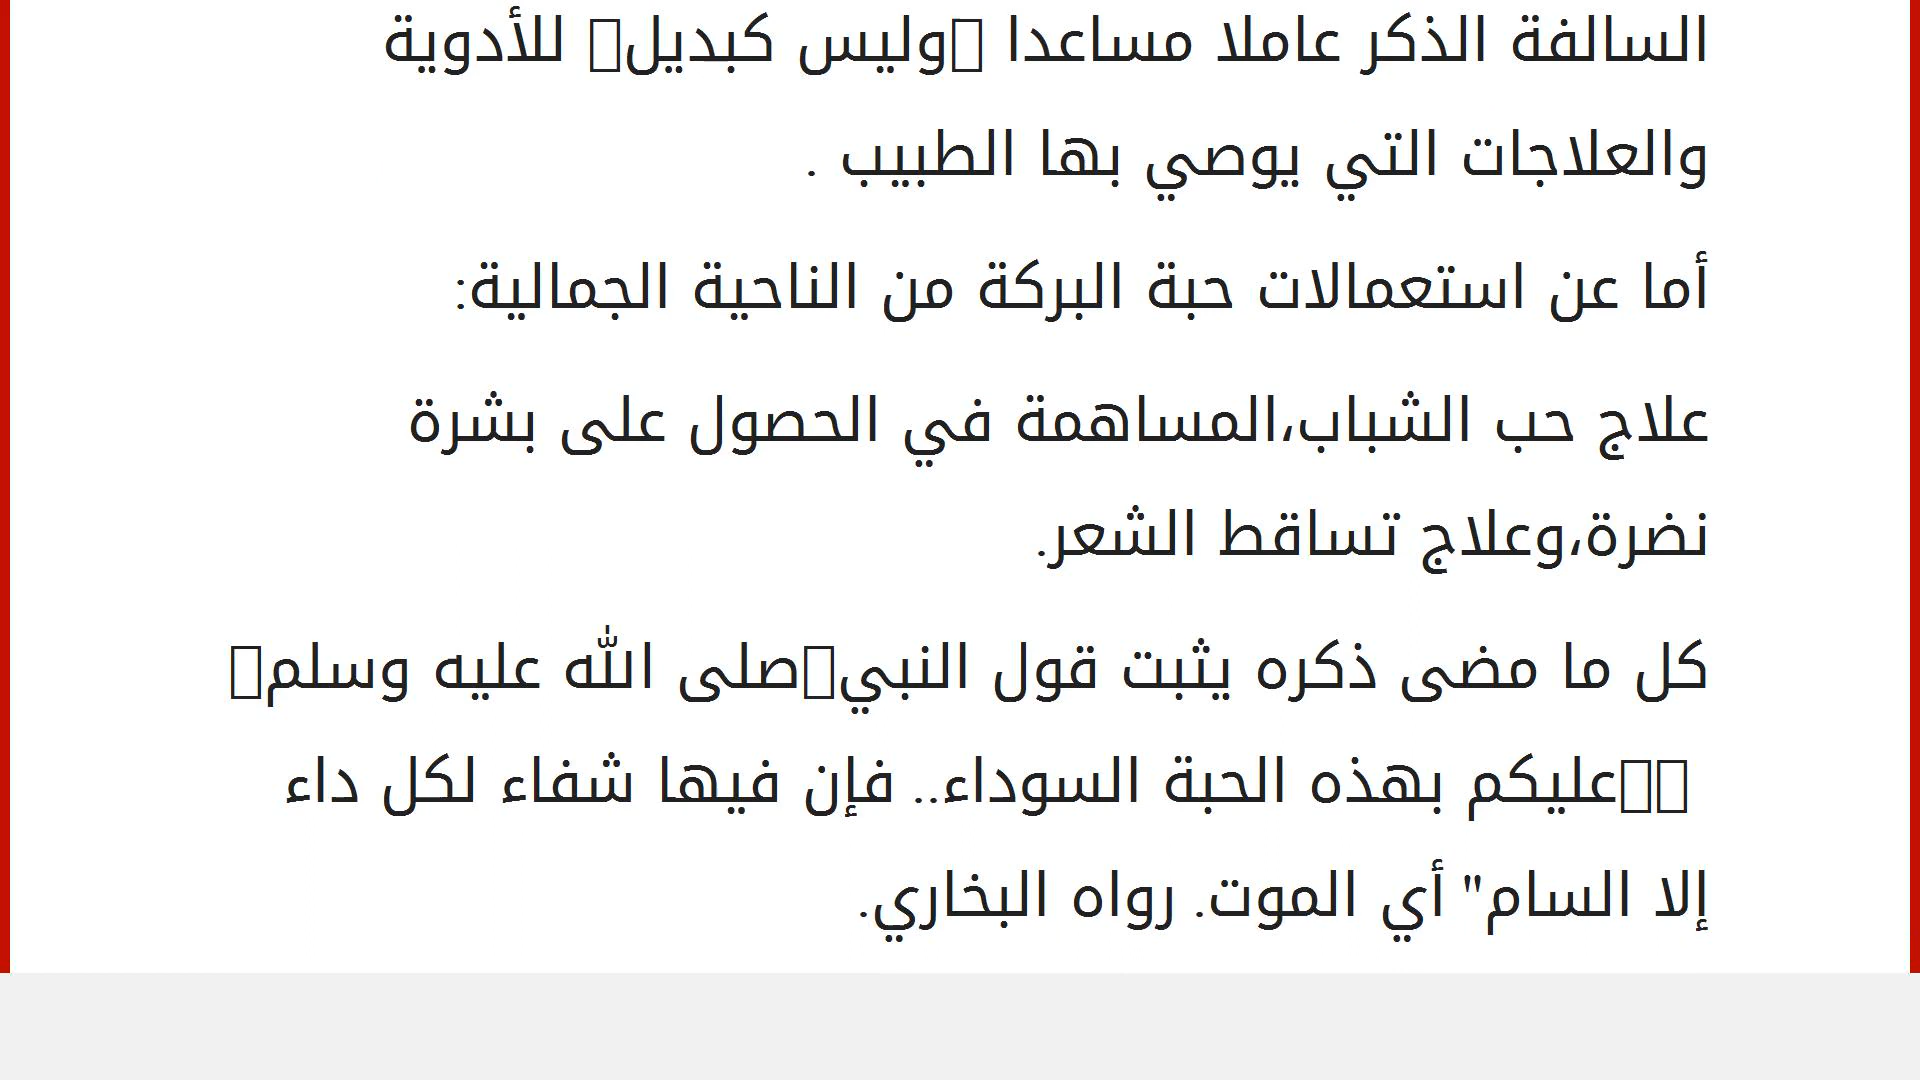 السالفة الذكر عاملا مساعدا ▯وليس كبديل▯ للأدوية
والعلاجات التي يوصي بها الطبيب .
أما عن استعمالات حبة البركة من الناحية الجمالية:
علاج حب الشباب،المساهمة في الحصول على بشرة
نضرة،وعلاج تساقط الشعر.
كل ما مضى ذكره يثبت قول النبي▯صلى الله عليه وسلم▯
▯▯عليكم بهذه الحبة السوداء.. فإن فيها شفاء لكل داء
إلا السام" أي الموت. رواه البخاري.